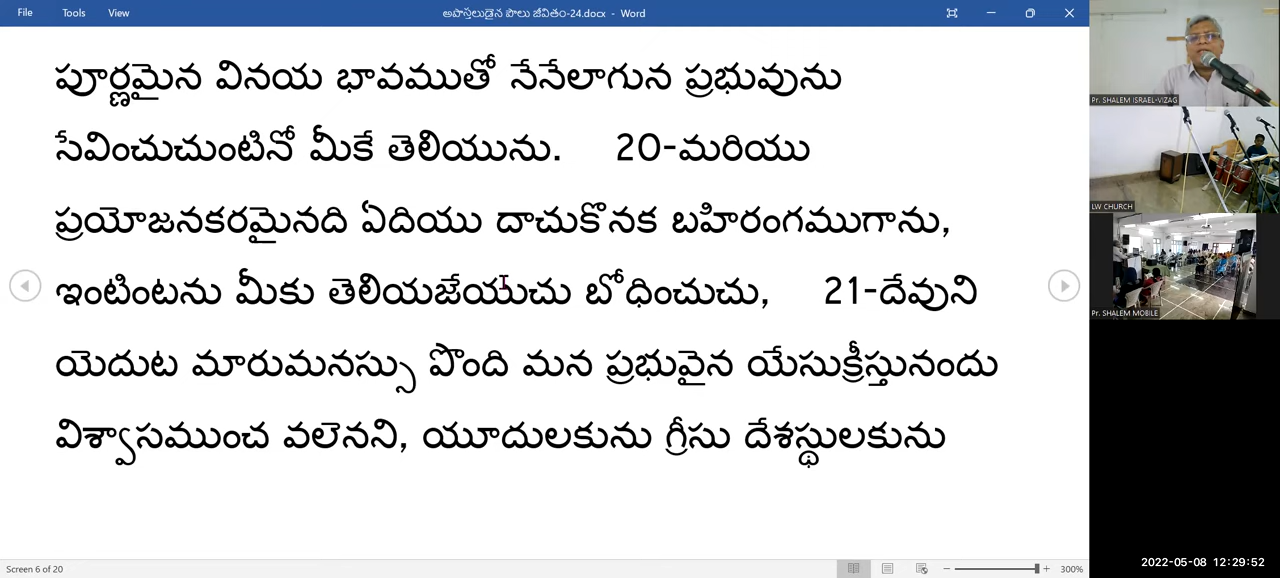 File Tools View అపొస్తలుడైన పౌలు జీవితం-24.docx - Word
పూర్ణమైన వినయ భావముతో నేనేలాగున ప్రభువును
సేవించుచుంటినో మీకే తెలియును. 20-మరియు
ప్రయోజనకరమైనది ఏదియు దాచుకొనక బహిరంగముగాను,
ఇంటింటను మీకు తెలియజేయుచు బోధించుచు, 21-దేవుని
యెదుట మారుమనస్సు పొంది మన ప్రభువైన యేసుక్రీస్తునందు
విశ్వాసముంచ వలెనని, యూదులకును గ్రీసు దేశస్థులకును
Screen 6 of 20 300%
Pr. SHALEM ISRAEL-VIZAG
LW CHURCH
Pr. SHALEM MOBILE
2022-05-08 12:29:52